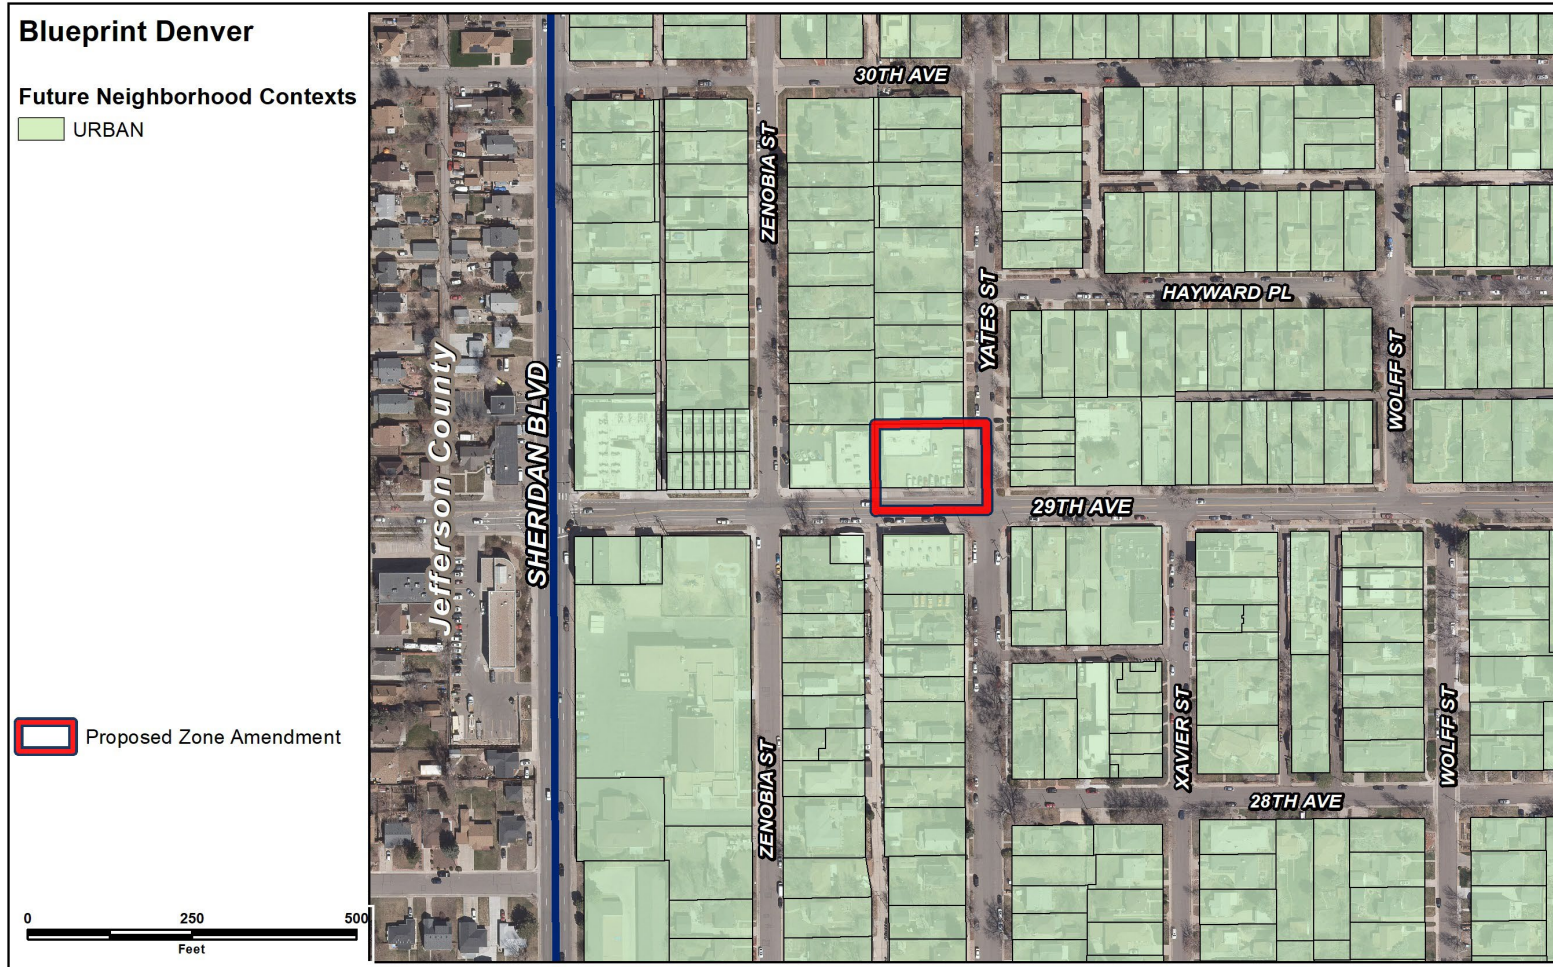 Blueprint Denver
Future Neighborhood Contexts
URBAN
Proposed Zone Amendment
0 250 500
Feet
30TH AVE
ZENOBIA ST
YATES ST
HAYWARD PL
WOLFF ST
Jefferson County
SHERIDAN BLVD
29TH AVE
ZENOBIA ST
XAVIER ST
WOLFF ST
28TH AVE